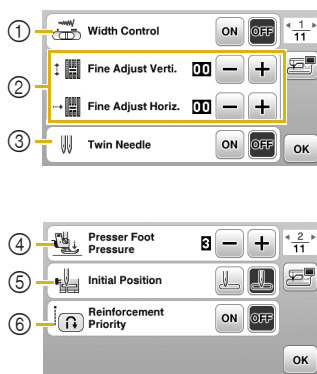 ① Width Control ON OFF 1
11
② Fine Adjust Verti. 00 − +
Fine Adjust Horiz. 00 − +
③ Twin Needle ON OFF OK
④ Presser Foot
Pressure 3 − + 2
11
⑤ Initial Position
⑥ Reinforcement
Priority ON OFF
OK